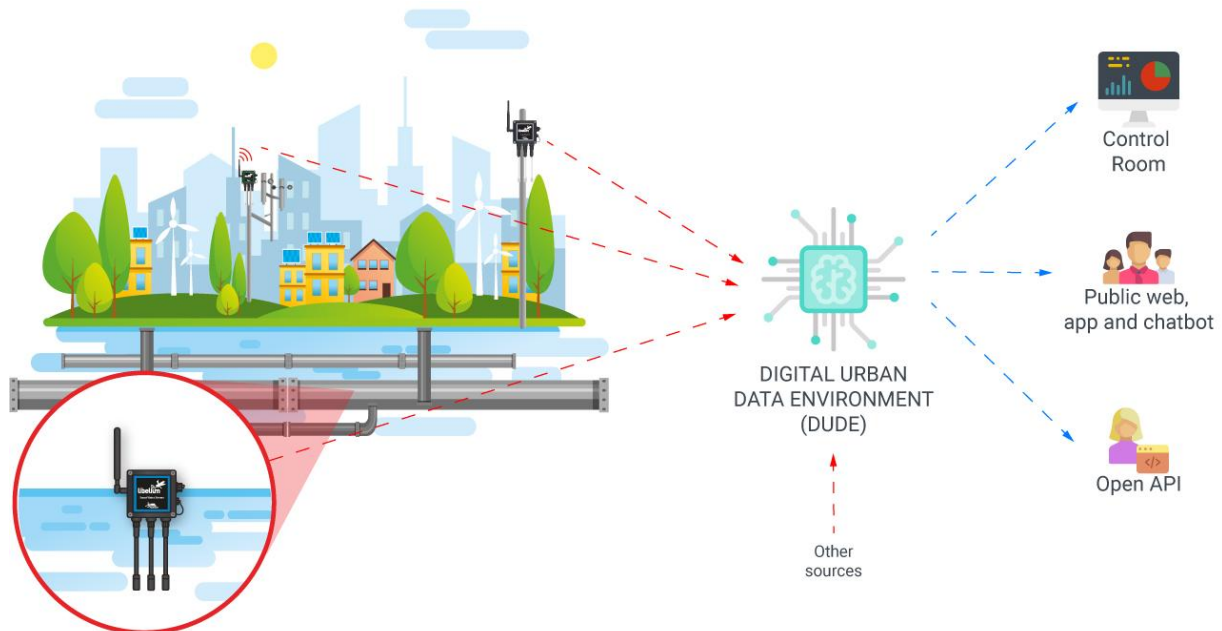 Control
Room
Public web,
app and chatbot
DIGITAL URBAN
DATA ENVIRONMENT
(DUDE)
Open API
Other
sources
libelium